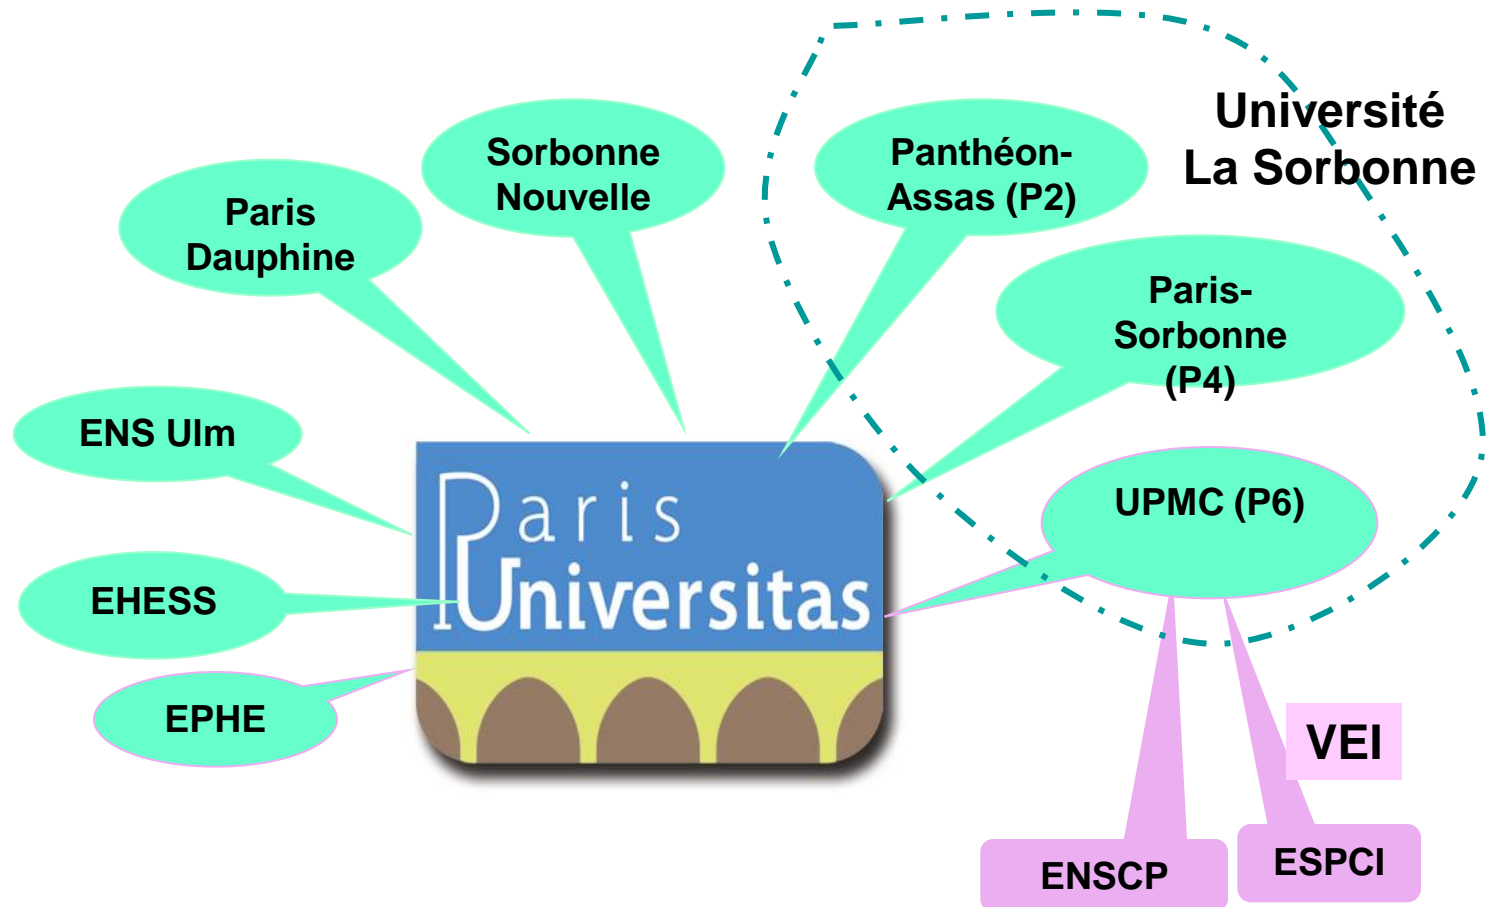 Université
La Sorbonne
Sorbonne
Nouvelle
Panthéon-
Assas (P2)
Paris
Dauphine
Paris-
Sorbonne
(P4)
ENS Ulm
UPMC (P6)
Paris
Universitas
EHESS
EPHE
VEI
ENSCP
ESPCI